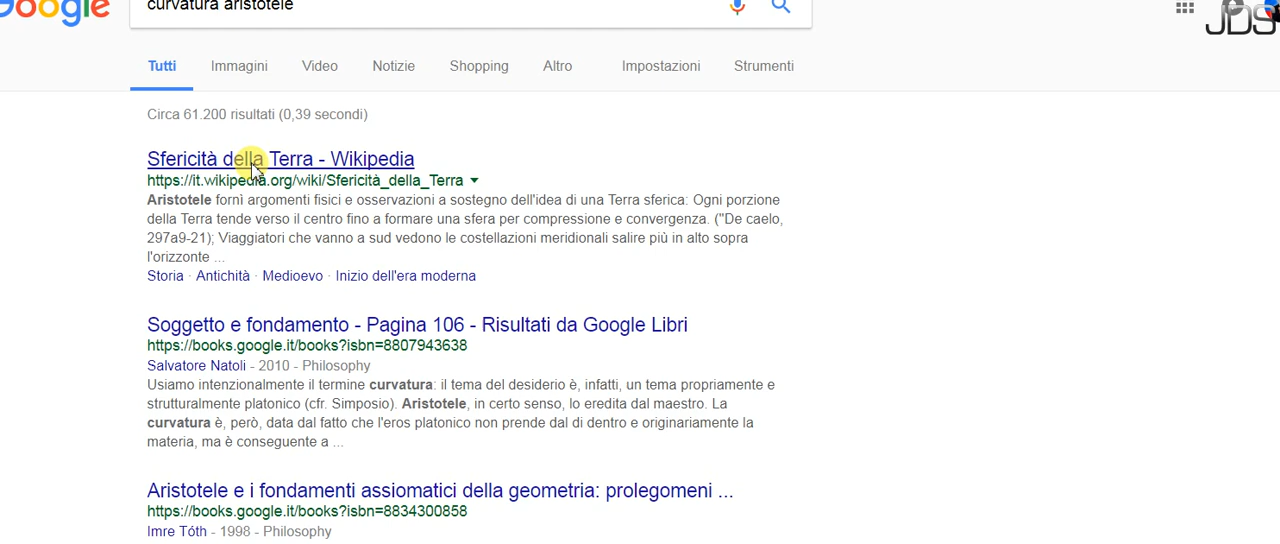 Google
curvatura aristotele
JDS
Tutti Immagini Video Notizie Shopping Altro Impostazioni Strumenti
Circa 61.200 risultati (0,39 secondi)
Sfericità della Terra - Wikipedia
https://it.wikipedia.org/wiki/Sfericità_della_Terra
Aristotele fornì argomenti fisici e osservazioni a sostegno dell'idea di una Terra sferica: Ogni porzione
della Terra tende verso il centro fino a formare una sfera per compressione e convergenza. ("De caelo,
297a9-21); Viaggiatori che vanno a sud vedono le costellazioni meridionali salire più in alto sopra
l'orizzonte ...
Storia · Antichità · Medioevo · Inizio dell'era moderna
Soggetto e fondamento - Pagina 106 - Risultati da Google Libri
https://books.google.it/books?isbn=8807943638
Salvatore Natoli - 2010 - Philosophy
Usiamo intenzionalmente il termine curvatura: il tema del desiderio è, infatti, un tema propriamente e
strutturalmente platonico (cfr. Simposio). Aristotele, in certo senso, lo eredita dal maestro. La
curvatura è, però, data dal fatto che l'eros platonico non prende dal di dentro e originariamente la
materia, ma è conseguente a ...
Aristotele e i fondamenti assiomatici della geometria: prolegomeni ...
https://books.google.it/books?isbn=8834300858
Imre Tóth - 1998 - Philosophy